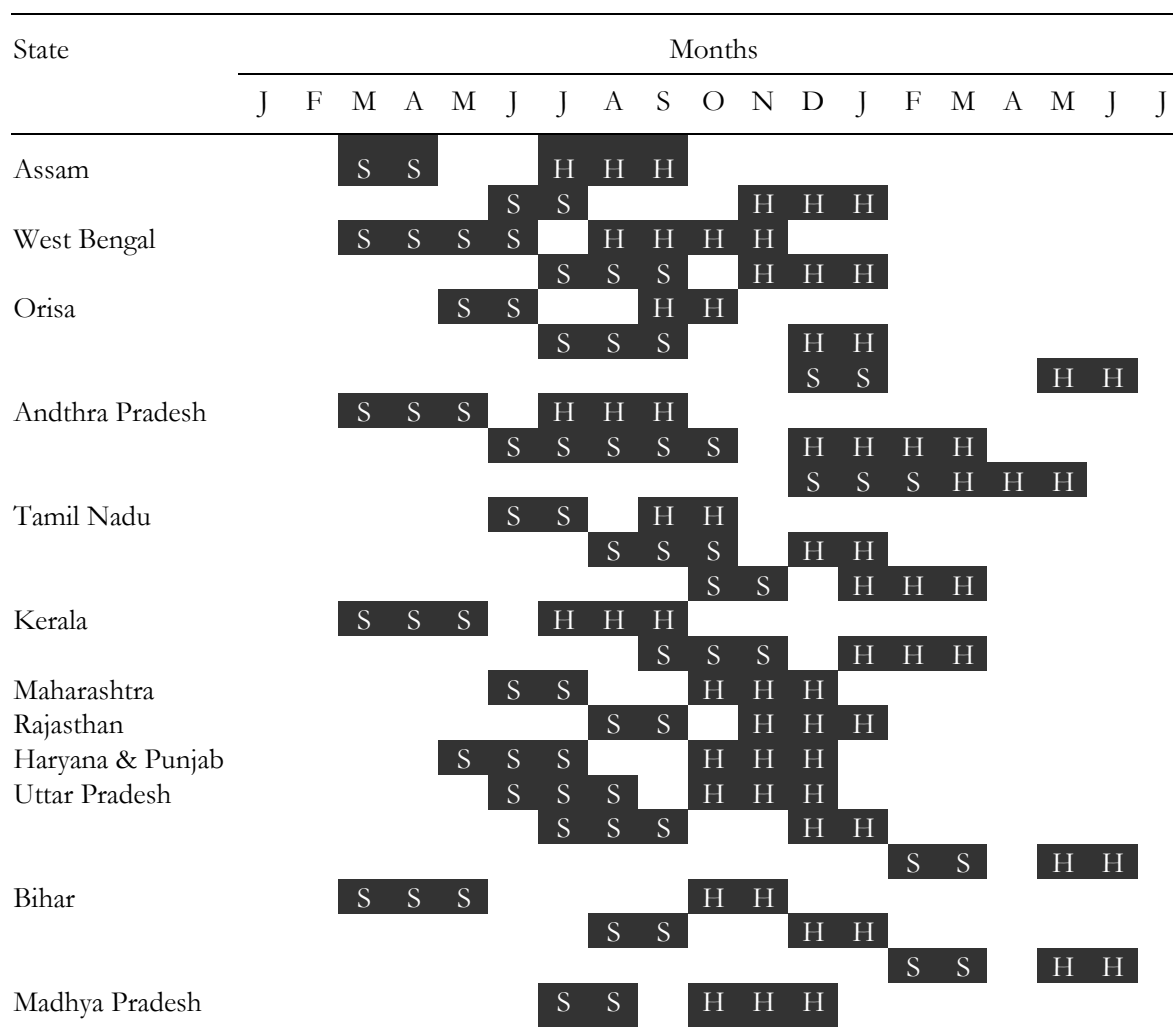 State Months
J F M A M J J A S O N D J F M A M J J
Assam S S H H H
S S H H H
West Bengal S S S S H H H H
S S S H H H
Orisa S S H H
S S S H H
S S H H
Andthra Pradesh S S S H H H
S S S S S H H H H
S S S H H H
Tamil Nadu S S H H
S S S H H
S S H H H
Kerala S S S H H H
S S S H H H
Maharashtra S S H H H
Rajasthan S S H H H
Haryana & Punjab S S S H H H
Uttar Pradesh S S S H H H
S S S H H
S S H H
Bihar S S S H H
S S H H
S S H H
Madhya Pradesh S S H H H